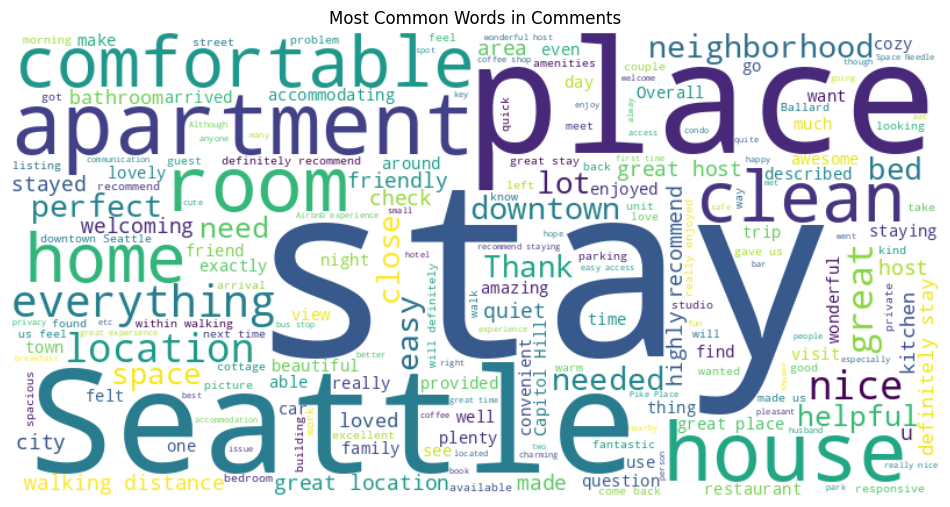 Most Common Words in Comments
morning
make
street
problem
feel
spot
wonderful host
coffee shop
area
even
neighborhood
cozy
comfortable
place
got
bathroom
arrived
accommodating
amenities
day
couple
welcome
go
though
Space Needle
going
apartment
Although
anyone
many
quick
meet
enjoy
Overall
alway
access
key
condo
want
much
quite
looking
eat
Ballard
listing
communication
guest
definitely recommend
around
great stay
back
first time
great host
happy
awesome
described
bed
stayed
lovely
recommend
room
friendly
left
lot
enjoyed
unit
love
met
way
clean
take
perfect
cute
check
know
downtown
safe
staying
welcoming
need
Airbnb experience
small
hope
trip
went
downtown Seattle
friend
hotel
recommend staying
parking
gave us
kind
home
exactly
night
close
stay
Thank
easy access
highly recommend
really enjoyed
bar
wonderful
great
host
arrival
amazing
studio
private
everything
view
easy
will definitely
walk
quiet
time
fun
will
find
visit
kitchen
definitely stay
privacy
found
etc
within walking
bus stop
experience
Capitol Hill
convenient
wanted
people
good
us feel
great experience
next time
town
location
better
right
warm
Pike Place
made us
especially
breakfast
cottage
beautiful
space
picture
able
really
provided
needed
thing
shower
pleasant
nice
spacious
felt
best
car
great time
two
charming
nearby
great place
husband
helpful
u
Seattle
accommodation
work
loved
coffee
well
excellent
family
plenty
see
located
fantastic
person
house
really nice
city
one
issue
building
use
walking distance
bedroom
great location
book
available
made
question
come back
restaurant
park
responsive